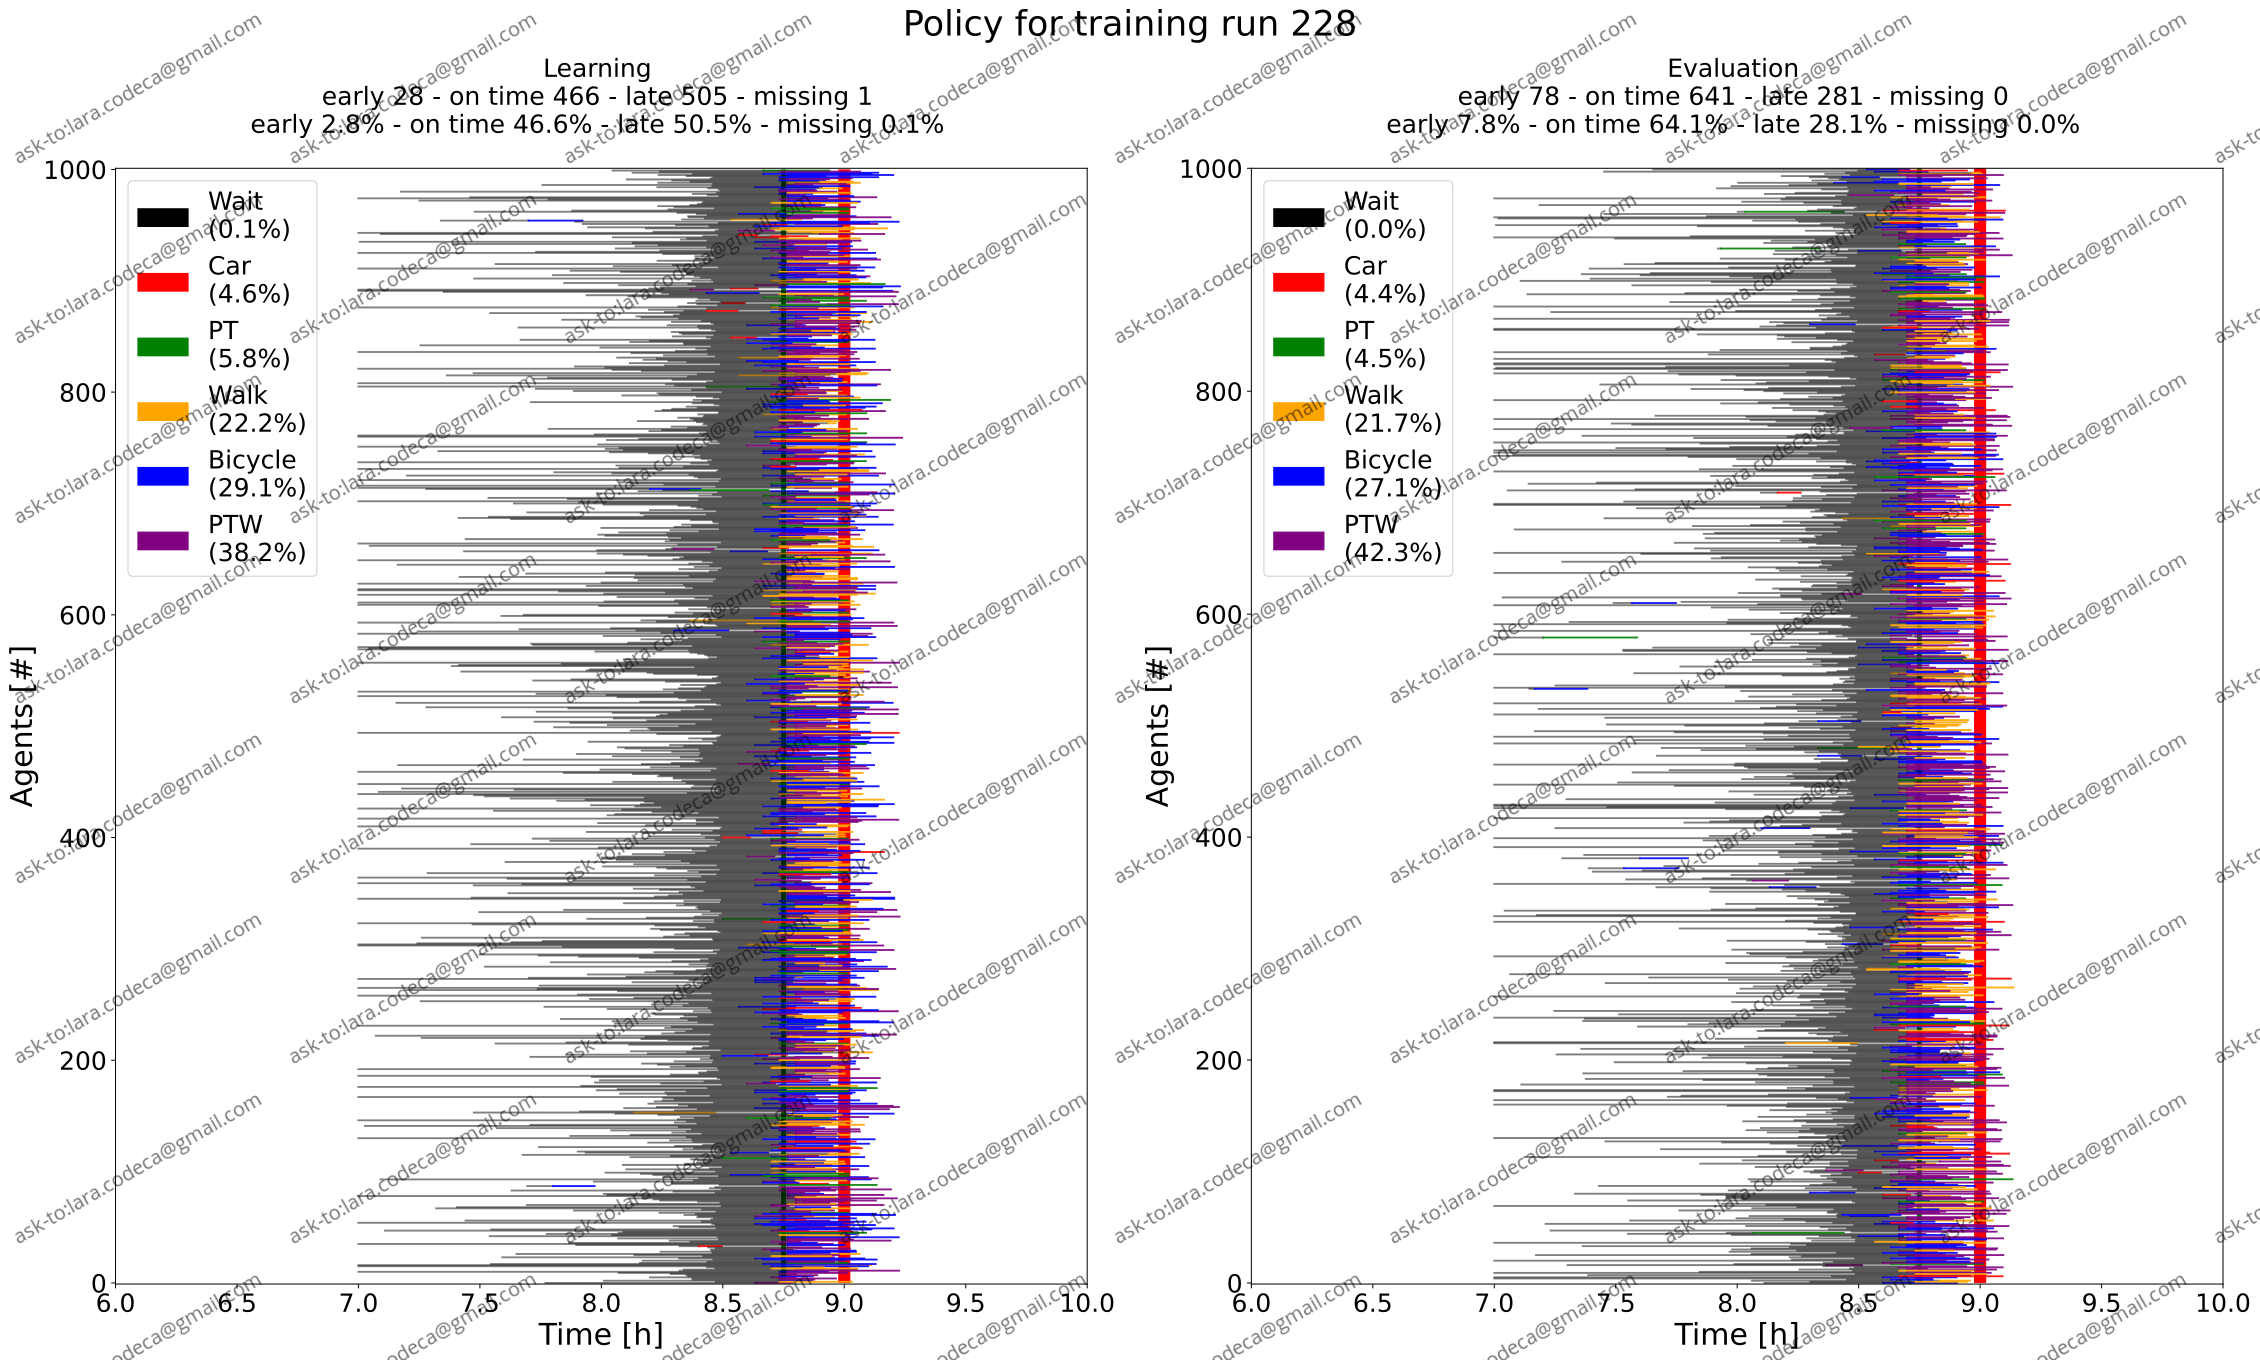 Policy for training run 228
Learning
early 28 - on time 466 - late 505 - missing 1
early 2.8% - on time 46.6% - late 50.5% - missing 0.1%
Evaluation
early 78 - on time 641 - late 281 - missing 0
early 7.8% - on time 64.1% - late 28.1% - missing 0.0%
Agents [#]
1000
800
600
400
200
0
Wait
(0.1%)
Car
(4.6%)
PT
(5.8%)
Walk
(22.2%)
Bicycle
(29.1%)
PTW
(38.2%)
6.0 6.5 7.0 7.5 8.0 8.5 9.0 9.5 10.0
Time [h]
Agents [#]
1000
800
600
400
200
0
Wait
(0.0%)
Car
(4.4%)
PT
(4.5%)
Walk
(21.7%)
Bicycle
(27.1%)
PTW
(42.3%)
6.0 6.5 7.0 7.5 8.0 8.5 9.0 9.5 10.0
Time [h]
ask-to:lara.codeca@gmail.com